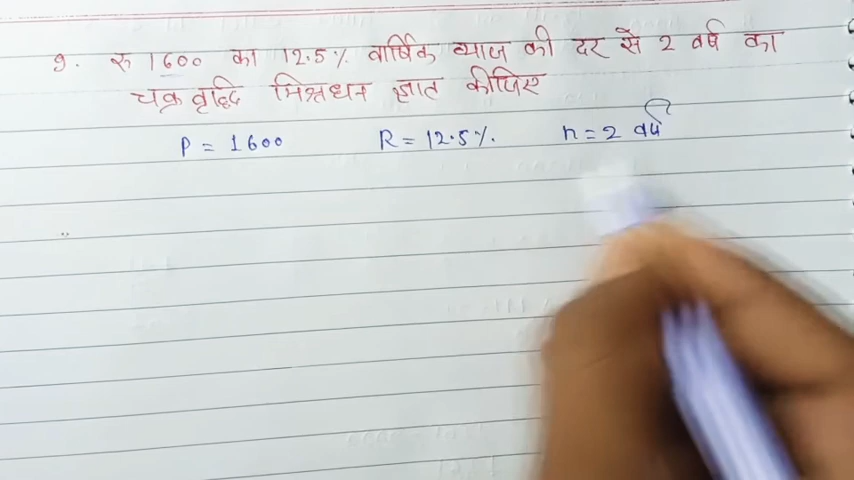 9. रु 1600 का 12.5% वार्षिक ब्याज की दर से 2 वर्ष का
चक्रवृद्धि मिश्रधन ज्ञात कीजिए
P = 1600 R = 12.5% n = 2 वर्ष